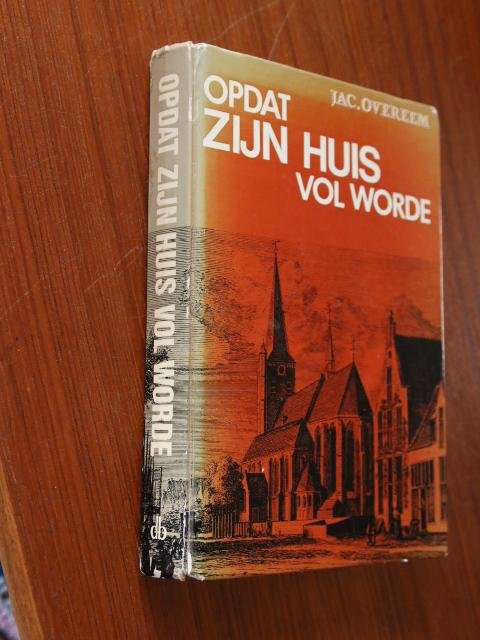 OPDAT ZIJN HUIS VOL WORDE
db
JAC. OVEREEM
OPDAT
ZIJN HUIS
VOL WORDE